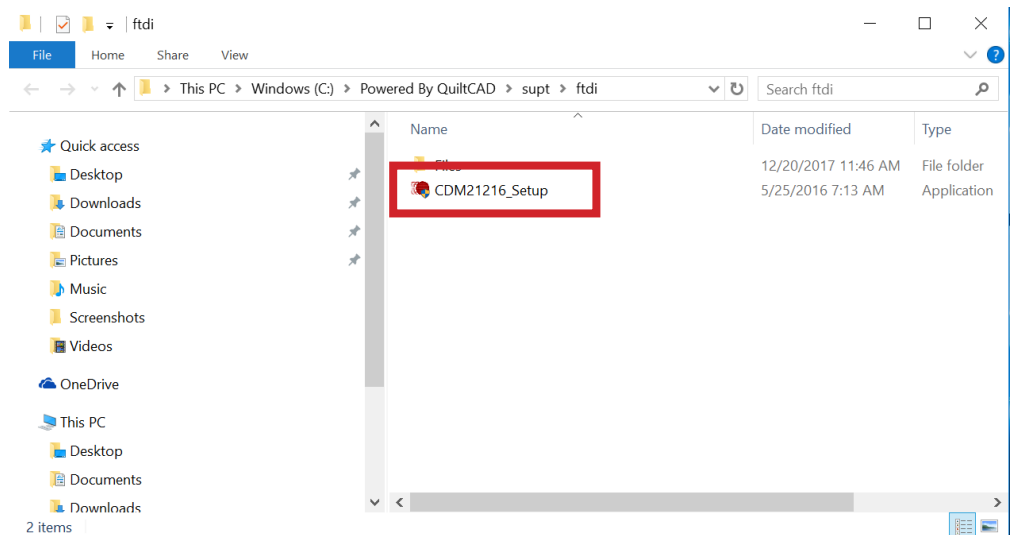 ftdi
File Home Share View
This PC > Windows (C:) > Powered By QuiltCAD > supt > ftdi Search ftdi
Name Date modified Type
Quick access
Files 12/20/2017 11:46 AM File folder
Desktop
CDM21216_Setup 5/25/2016 7:13 AM Application
Downloads
Documents
Pictures
Music
Screenshots
Videos
OneDrive
This PC
Desktop
Documents
Downloads
2 items